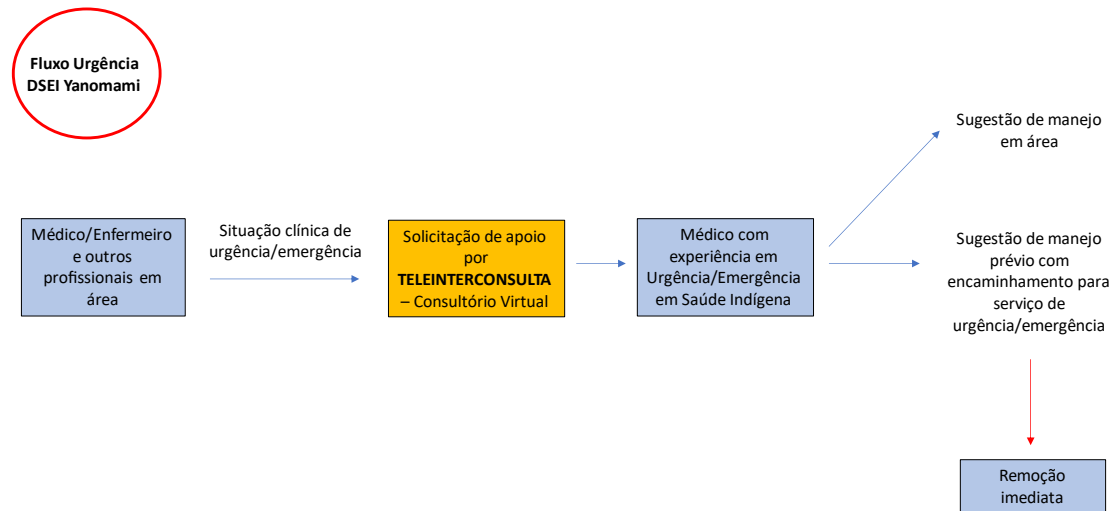 Fluxo Urgência
DSEI Yanomami
Médico/Enfermeiro
e outros
profissionais em
área
Situação clínica de
urgência/emergência
Solicitação de apoio
por
TELEINTERCONSULTA
– Consultório Virtual
Médico com
experiência em
Urgência/Emergência
em Saúde Indígena
Sugestão de manejo
em área
Sugestão de manejo
prévio com
encaminhamento para
serviço de
urgência/emergência
Remoção
imediata